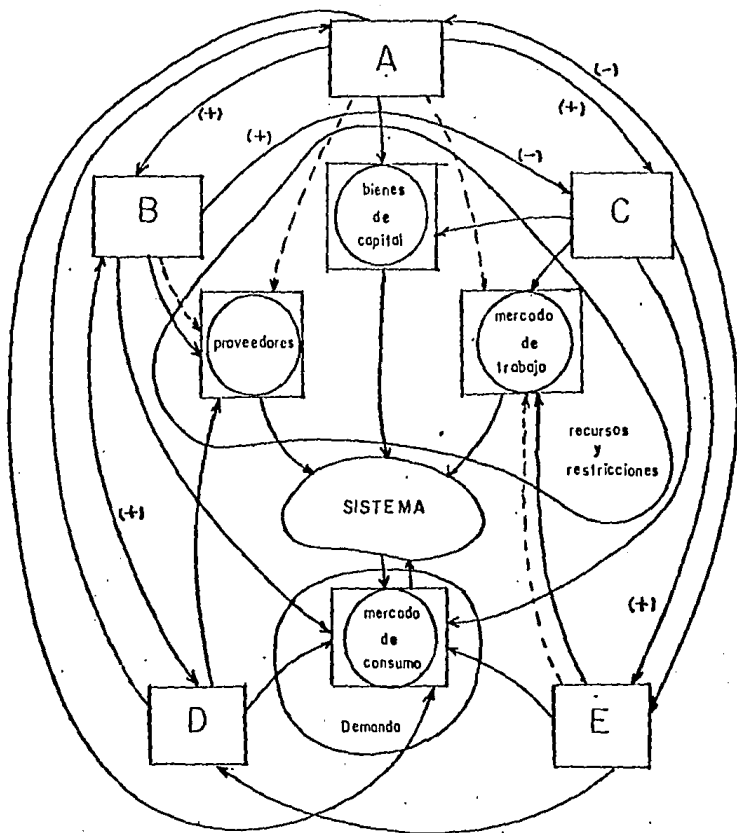 A
(-)
(+)
(+)
(+)
(-)
B
bienes
de
capital
C
proveedores
mercado
de
trabajo
recursos
y
restricciones
SISTEMA
(+)
mercado
de
consumo
(+)
D
Demanda
E